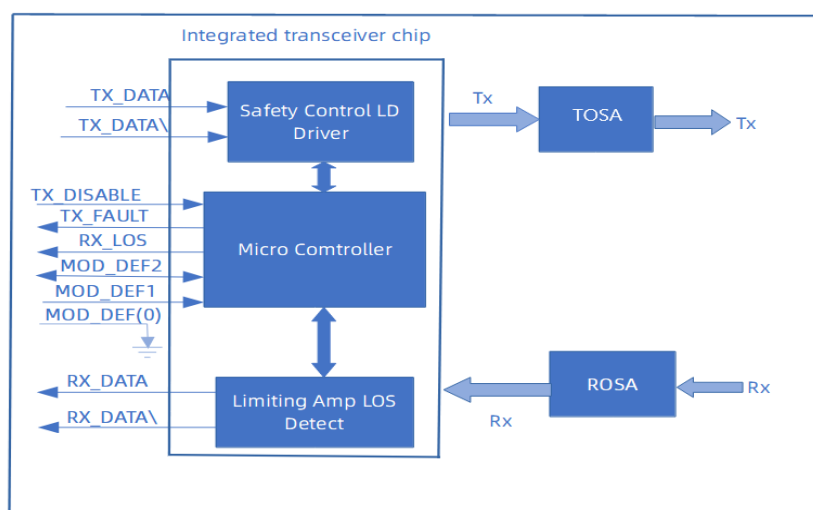 Integrated transceiver chip
TX_DATA
TX_DATA\
Safety Control LD
Driver
Tx
TOSA
Tx
TX_DISABLE
TX_FAULT
RX_LOS
MOD_DEF2
MOD_DEF1
MOD_DEF(0)
Micro Comtroller
RX_DATA
RX_DATA\
Limiting Amp LOS
Detect
Rx
ROSA
Rx